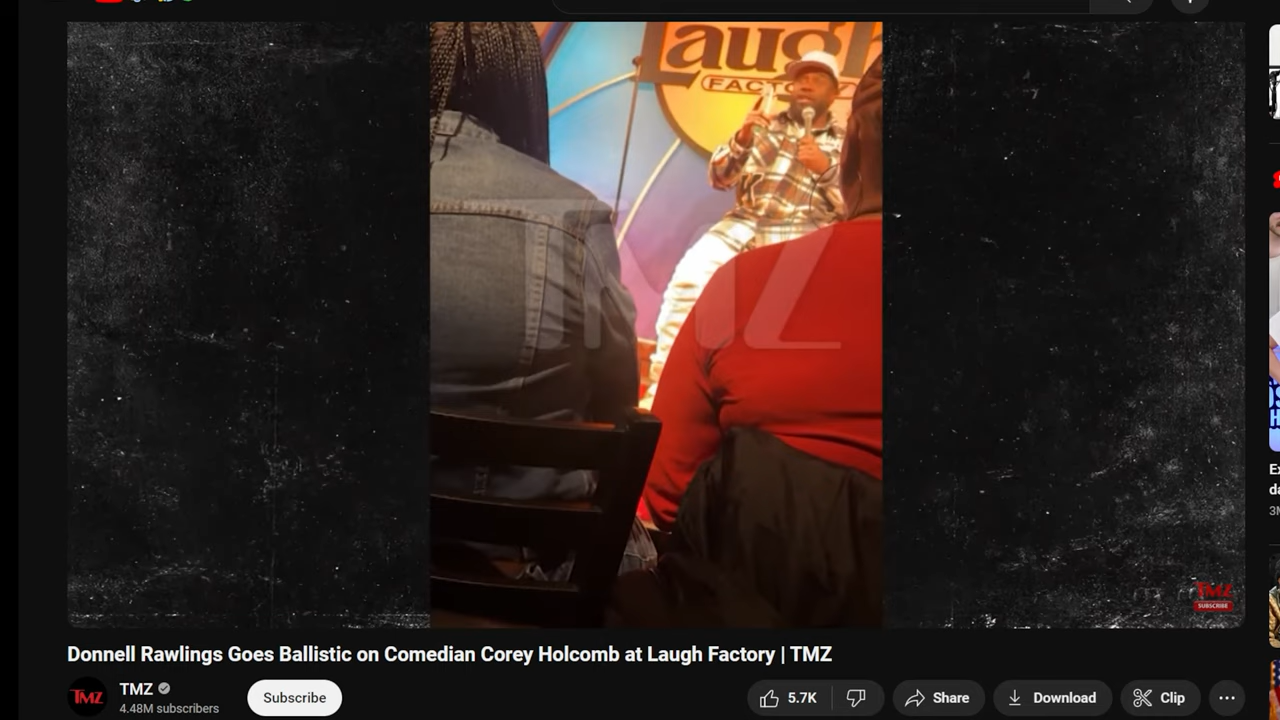 Laugh
FACTORY
TMZ
TMZ
SUBSCRIBE
Donnell Rawlings Goes Ballistic on Comedian Corey Holcomb at Laugh Factory | TMZ
TMZ
TMZ
4.48M subscribers
Subscribe
5.7K
Share
Download
Clip
...